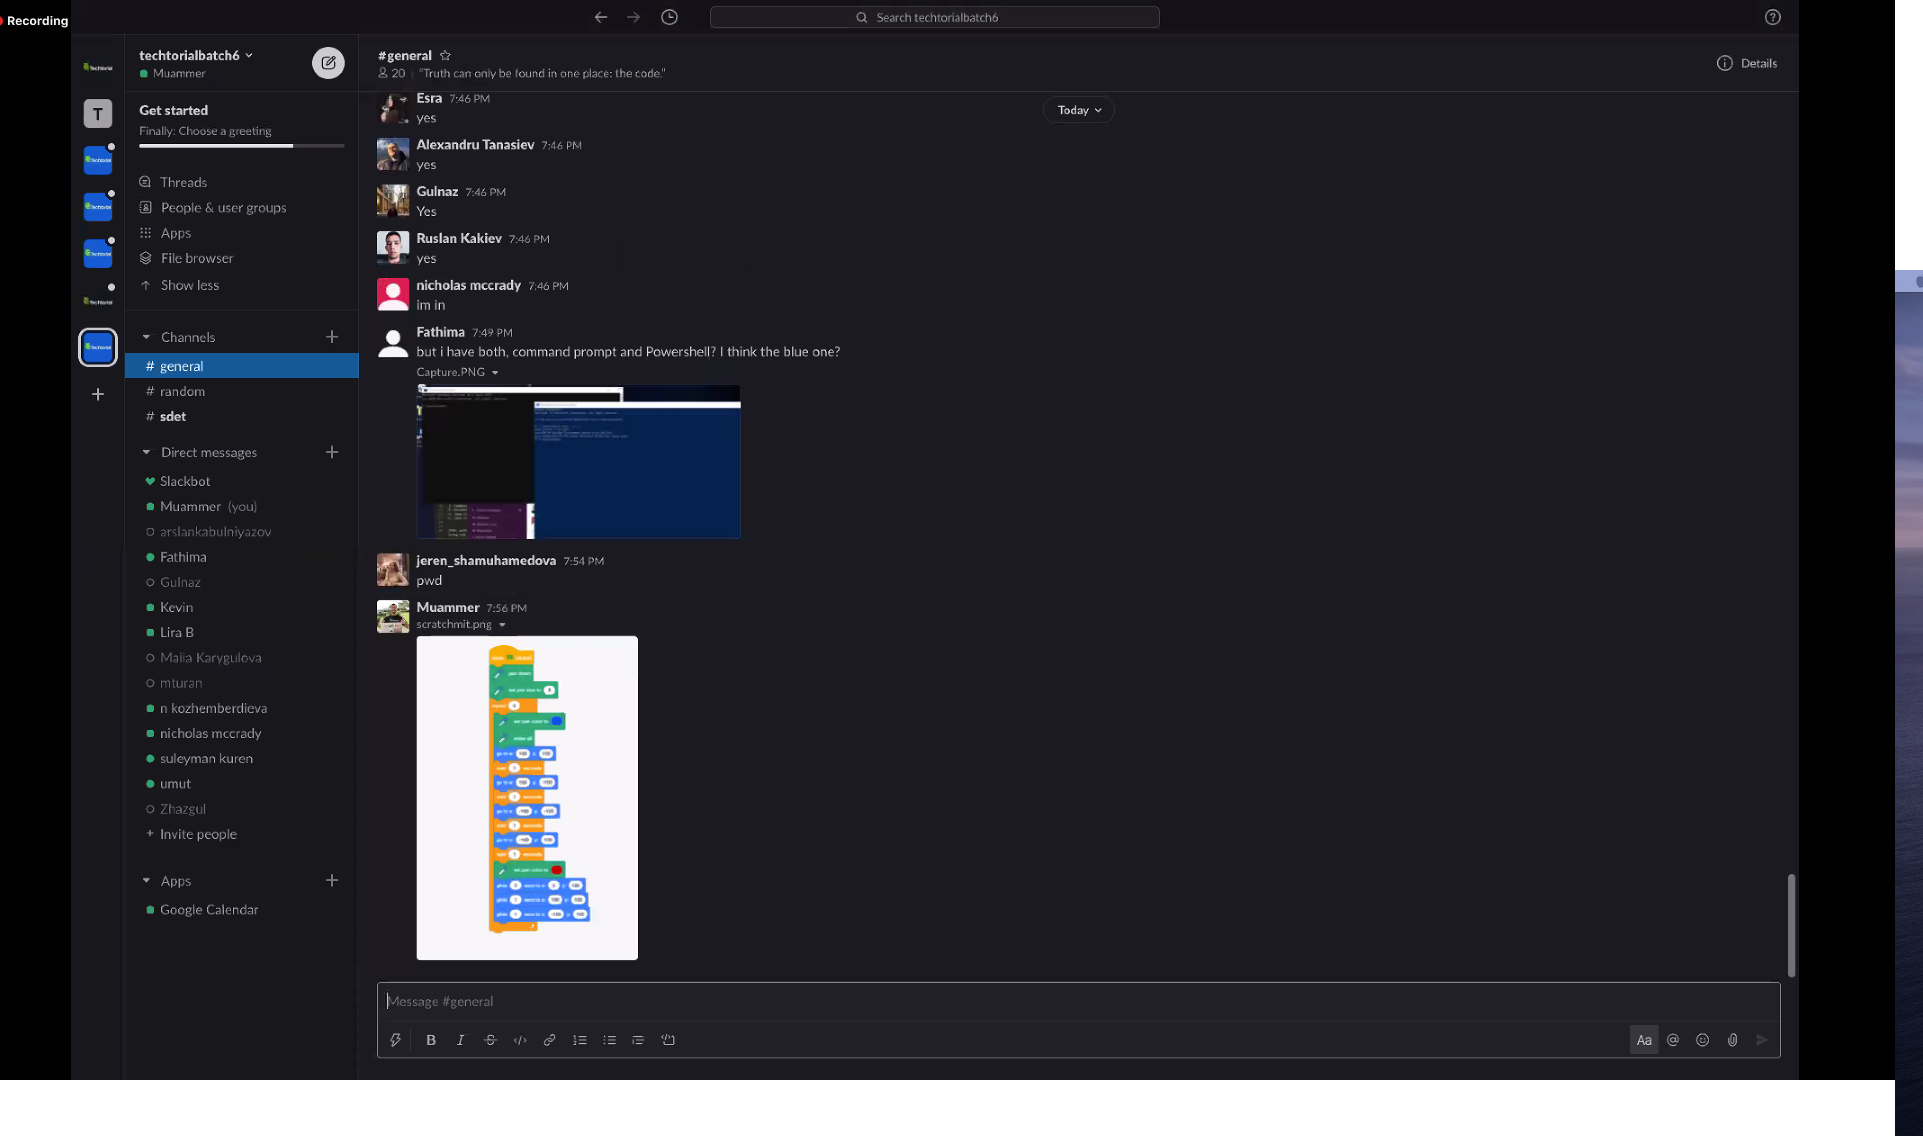 Recording
Search techtorialbatch6
techtorialbatch6
Muammer
T
Get started
Finally: Choose a greeting
Threads
People & user groups
Apps
File browser
Show less
Channels
# general
# random
# sdet
Direct messages
Slackbot
Muammer (you)
arslankabulniyazov
Fathima
Gulnaz
Kevin
Lira B
Maiia Karygulova
mturan
n kozhemberdieva
nicholas mccrady
suleyman kuren
umut
Zhazgul
+ Invite people
Apps
Google Calendar
#general
20 | "Truth can only be found in one place: the code."
Details
Today
Esra 7:46 PM
yes
Alexandru Tanasiev 7:46 PM
yes
Gulnaz 7:46 PM
Yes
Ruslan Kakiev 7:46 PM
yes
nicholas mccrady 7:46 PM
im in
Fathima 7:49 PM
but i have both, command prompt and Powershell? I think the blue one?
Capture.PNG
jeren_shamuhamedova 7:54 PM
pwd
Muammer 7:56 PM
scratchmit.png
Message #general
B I S </>
Aa @